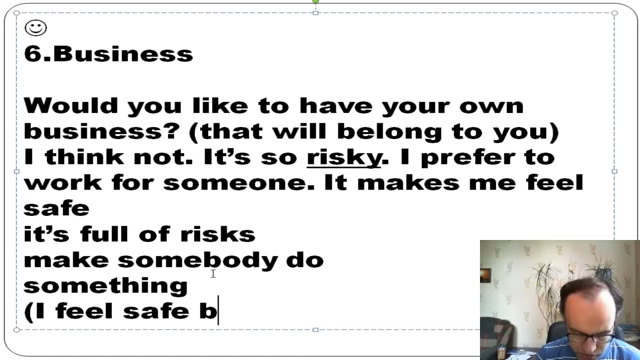 ☺
6.Business
Would you like to have your own
business? (that will belong to you)
I think not. It's so risky. I prefer to
work for someone. It makes me feel
safe
it's full of risks
make somebody do
something
(I feel safe b